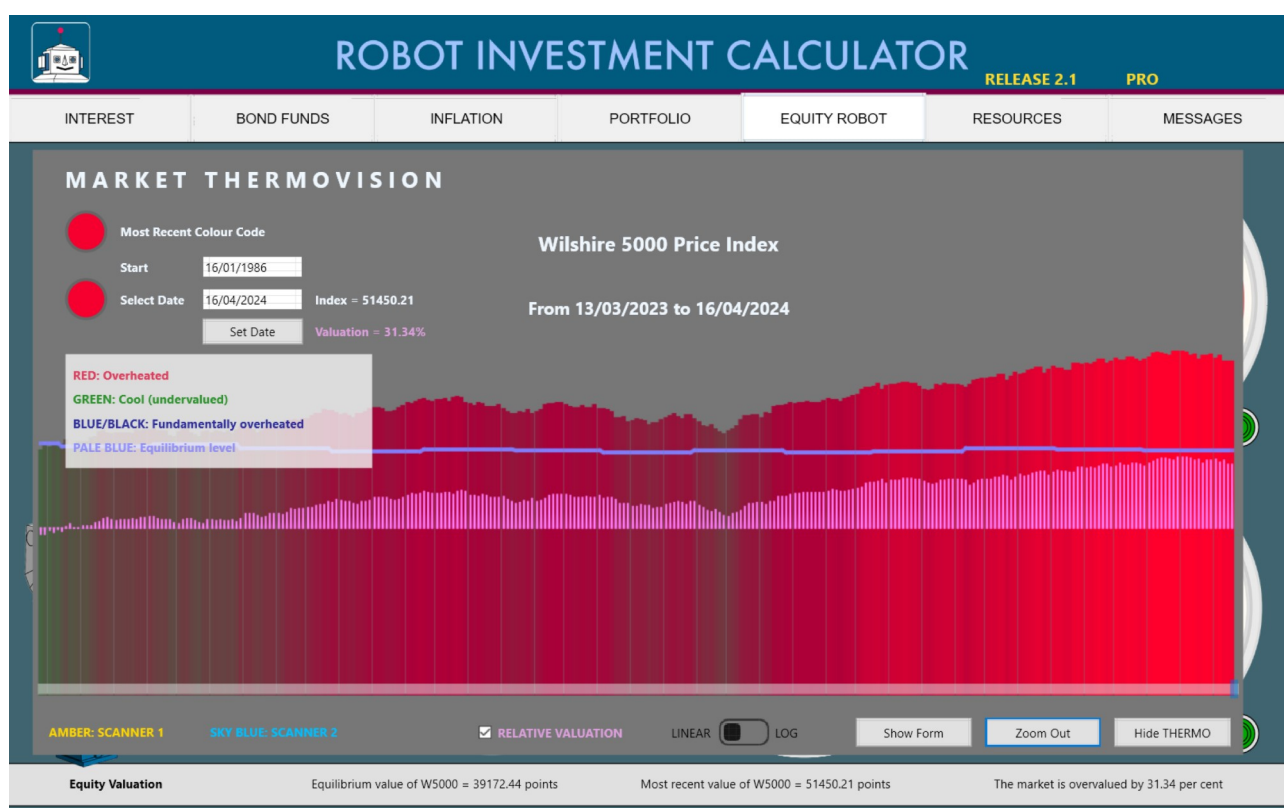 ROBOT INVESTMENT CALCULATOR
RELEASE 2.1 PRO
INTEREST BOND FUNDS INFLATION PORTFOLIO EQUITY ROBOT RESOURCES MESSAGES
MARKET THERMOVISION
Most Recent Colour Code
Wilshire 5000 Price Index
Start 16/01/1986
Select Date 16/04/2024 Index = 51450.21
From 13/03/2023 to 16/04/2024
Set Date Valuation = 31.34%
RED: Overheated
GREEN: Cool (undervalued)
BLUE/BLACK: Fundamentally overheated
PALE BLUE: Equilibrium level
AMBER: SCANNER 1 SKY BLUE: SCANNER 2 RELATIVE VALUATION LINEAR LOG Show Form Zoom Out Hide THERMO
Equity Valuation Equilibrium value of W5000 = 39172.44 points Most recent value of W5000 = 51450.21 points The market is overvalued by 31.34 per cent